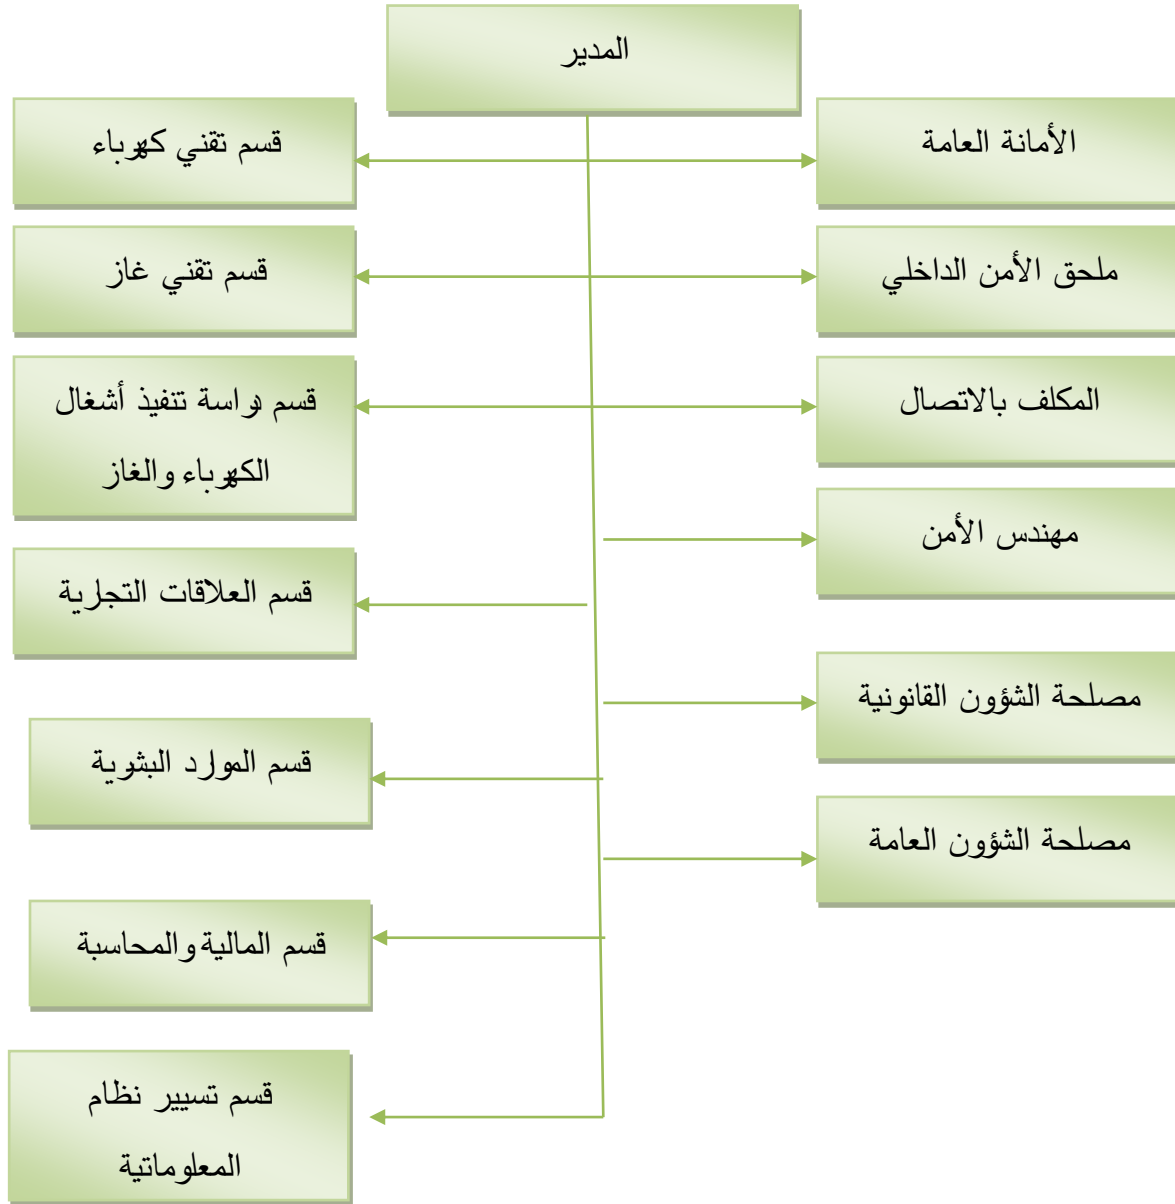 المدير
الأمانة العامة
قسم تقني كهرباء
ملحق الأمن الداخلي
قسم تقني غاز
المكلف بالاتصال
قسم دراسة تنفيذ أشغال
الكهرباء والغاز
مهندس الأمن
قسم العلاقات التجارية
مصلحة الشؤون القانونية
قسم الموارد البشرية
مصلحة الشؤون العامة
قسم المالية والمحاسبة
قسم تسيير نظام
المعلوماتية